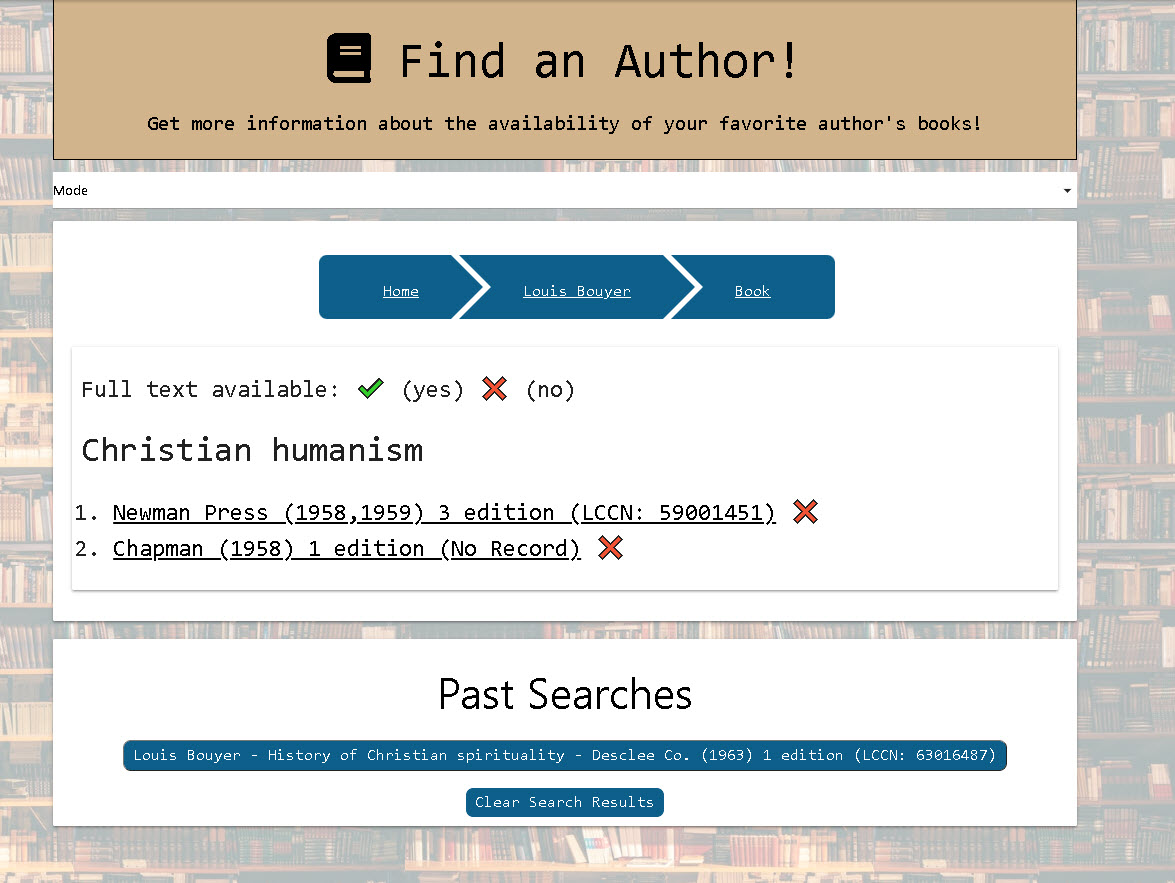 Find an Author!
Get more information about the availability of your favorite author's books!
Mode
Home
Louis Bouyer
Book
Full text available: ✔ (yes) ❌ (no)
Christian humanism
1. Newman Press (1958,1959) 3 edition (LCCN: 59001451) ❌
2. Chapman (1958) 1 edition (No Record) ❌
Past Searches
Louis Bouyer - History of Christian spirituality - Desclee Co. (1963) 1 edition (LCCN: 63016487)
Clear Search Results